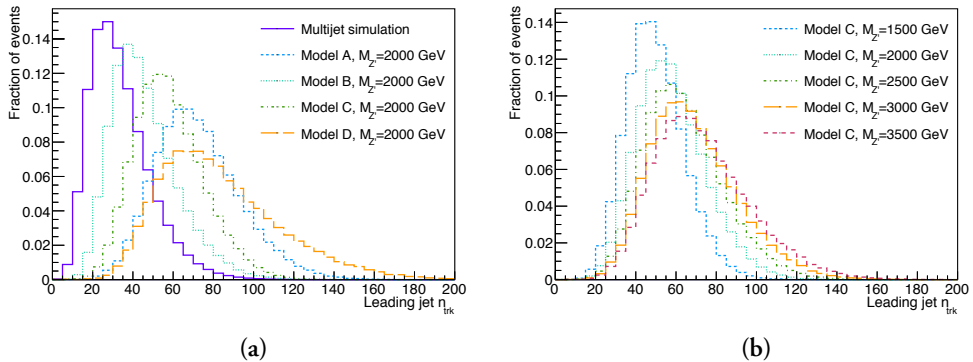 Fraction of events
0.14
0.12
0.1
0.08
0.06
0.04
0.02
0
Multijet simulation
Model A, M_Z'=2000 GeV
Model B, M_Z'=2000 GeV
Model C, M_Z'=2000 GeV
Model D, M_Z'=2000 GeV
0 20 40 60 80 100 120 140 160 180 200
Leading jet n_trk
(a)
Fraction of events
0.14
0.12
0.1
0.08
0.06
0.04
0.02
0
Model C, M_Z'=1500 GeV
Model C, M_Z'=2000 GeV
Model C, M_Z'=2500 GeV
Model C, M_Z'=3000 GeV
Model C, M_Z'=3500 GeV
0 20 40 60 80 100 120 140 160 180 200
Leading jet n_trk
(b)